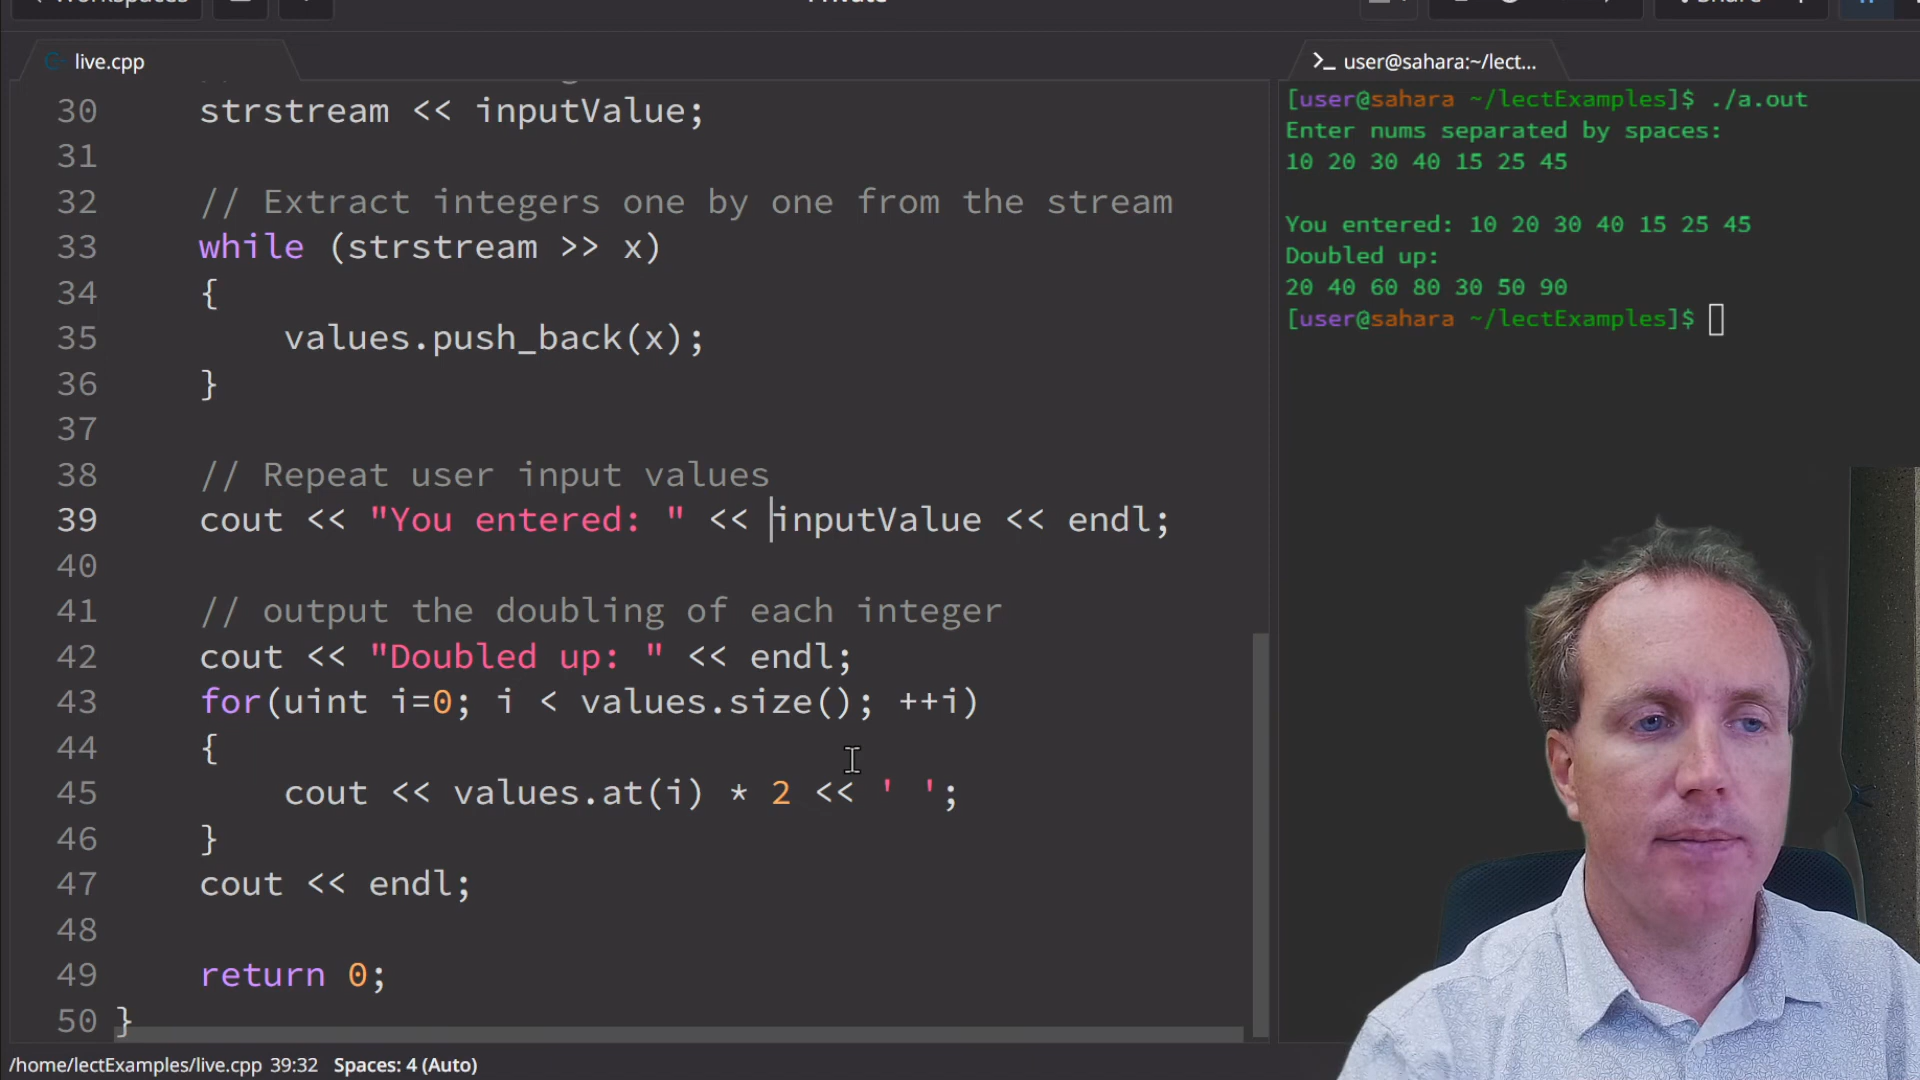 Workspaces
Private
Share
live.cpp
30 strstream << inputValue;
31
32 // Extract integers one by one from the stream
33 while (strstream >> x)
34 {
35 values.push_back(x);
36 }
37
38 // Repeat user input values
39 cout << "You entered: " << inputValue << endl;
40
41 // output the doubling of each integer
42 cout << "Doubled up: " << endl;
43 for(uint i=0; i < values.size(); ++i)
44 {
45 cout << values.at(i) * 2 << ' ';
46 }
47 cout << endl;
48
49 return 0;
50 }
/home/lectExamples/live.cpp 39:32 Spaces: 4 (Auto)
>_ user@sahara:~/lect...
[user@sahara ~/lectExamples]$ ./a.out
Enter nums separated by spaces:
10 20 30 40 15 25 45
You entered: 10 20 30 40 15 25 45
Doubled up:
20 40 60 80 30 50 90
[user@sahara ~/lectExamples]$